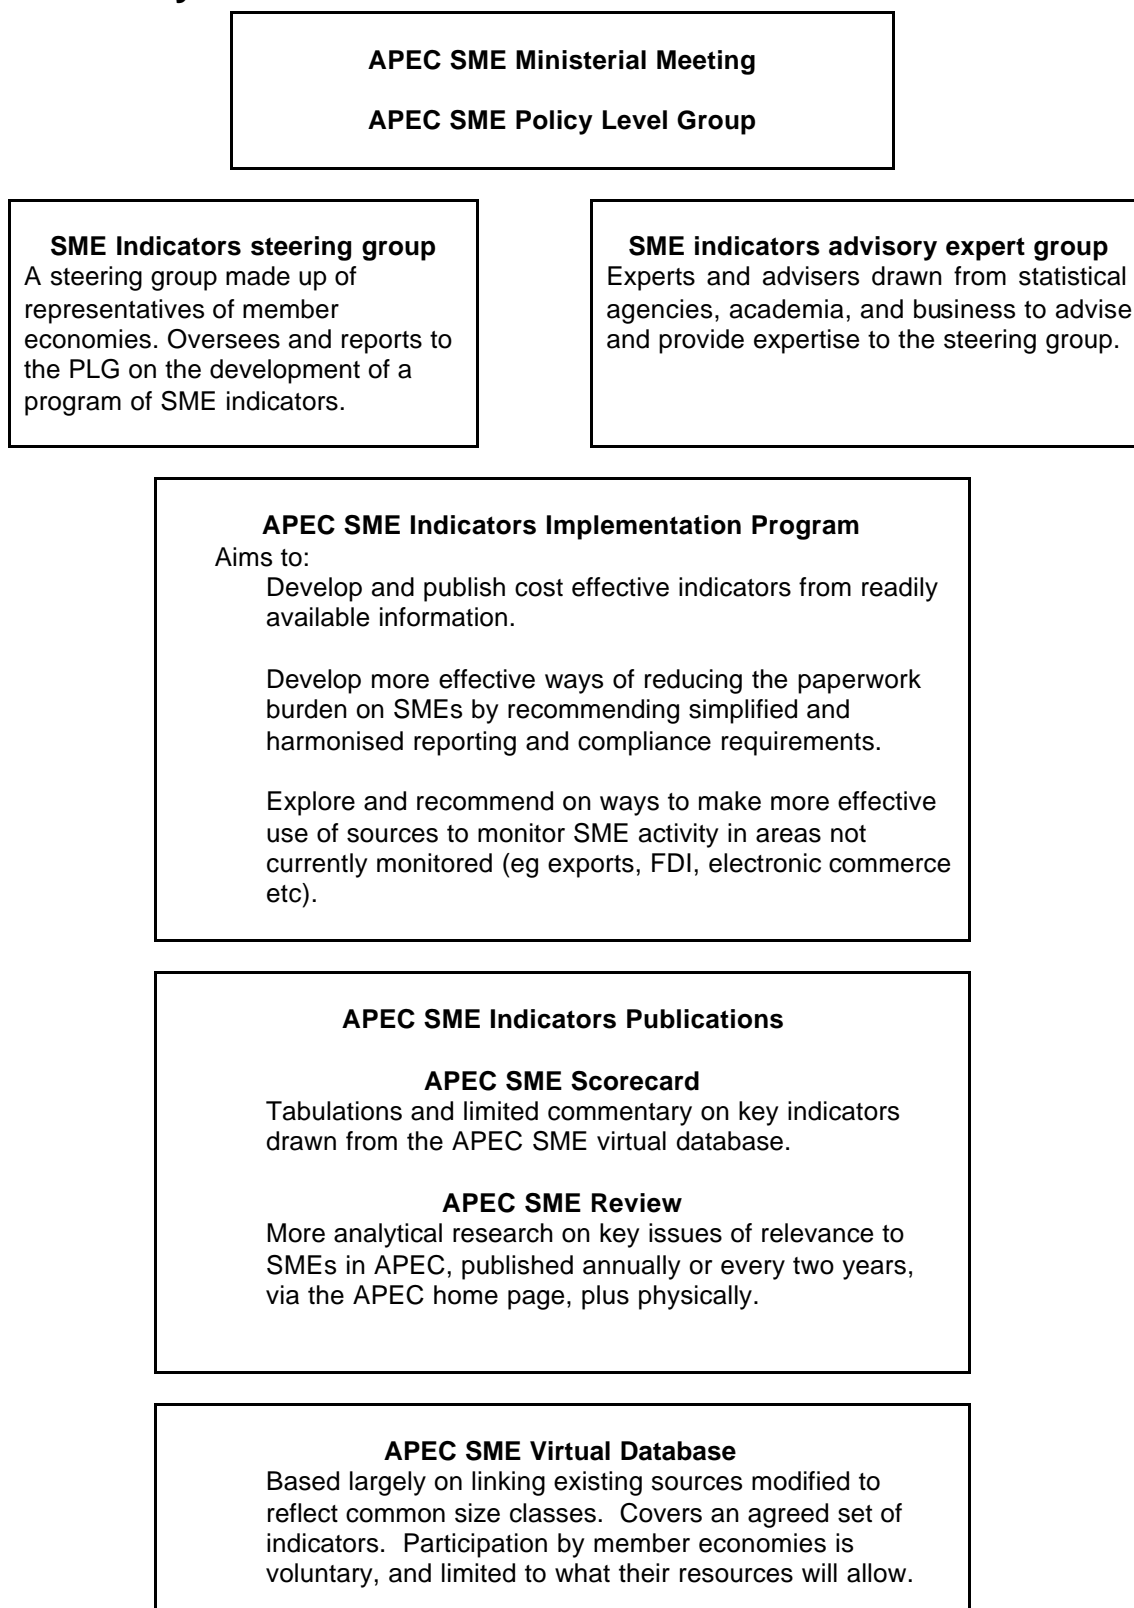 APEC SME Ministerial Meeting
APEC SME Policy Level Group
SME Indicators steering group
A steering group made up of
representatives of member
economies. Oversees and reports to
the PLG on the development of a
program of SME indicators.
SME indicators advisory expert group
Experts and advisers drawn from statistical
agencies, academia, and business to advise
and provide expertise to the steering group.
APEC SME Indicators Implementation Program
Aims to:
Develop and publish cost effective indicators from readily
available information.
Develop more effective ways of reducing the paperwork
burden on SMEs by recommending simplified and
harmonised reporting and compliance requirements.
Explore and recommend on ways to make more effective
use of sources to monitor SME activity in areas not
currently monitored (eg exports, FDI, electronic commerce
etc).
APEC SME Indicators Publications
APEC SME Scorecard
Tabulations and limited commentary on key indicators
drawn from the APEC SME virtual database.
APEC SME Review
More analytical research on key issues of relevance to
SMEs in APEC, published annually or every two years,
via the APEC home page, plus physically.
APEC SME Virtual Database
Based largely on linking existing sources modified to
reflect common size classes.  Covers an agreed set of
indicators.  Participation by member economies is
voluntary, and limited to what their resources will allow.